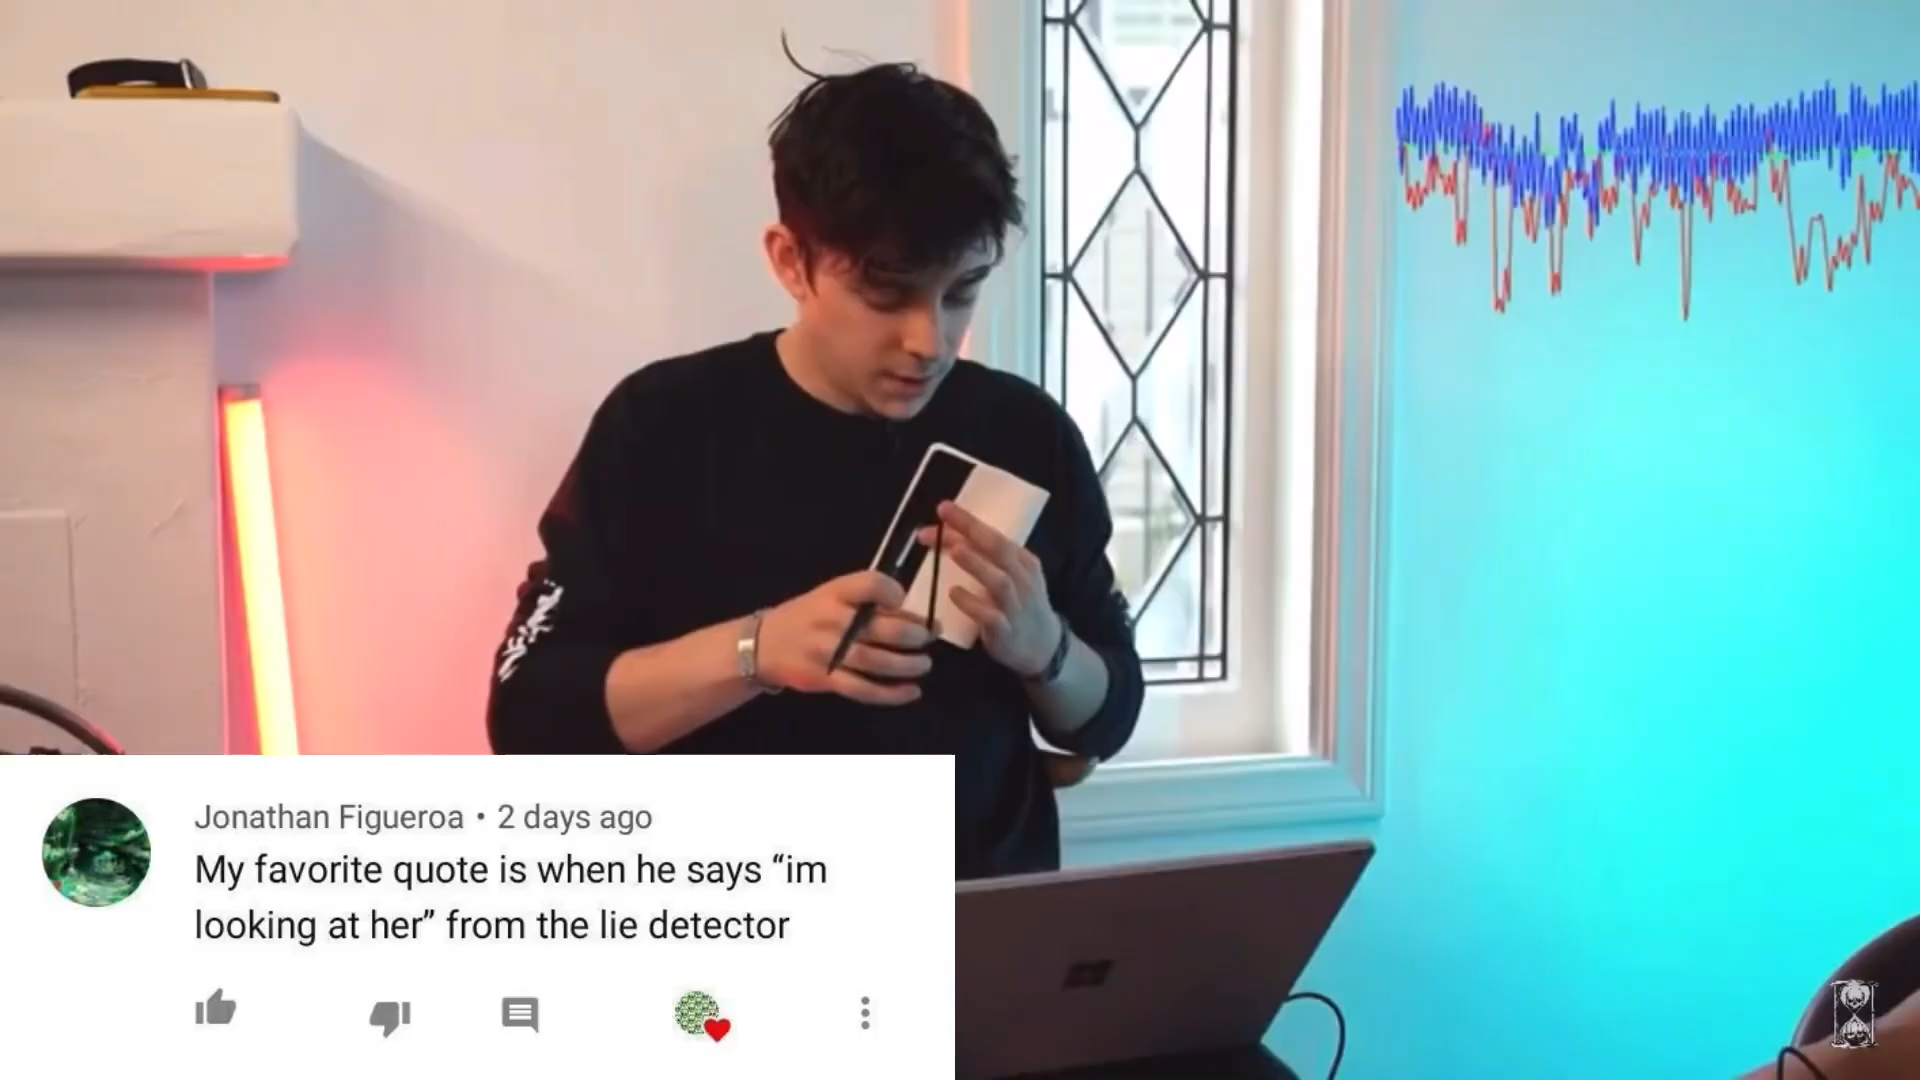 Jonathan Figueroa • 2 days ago
My favorite quote is when he says “im
looking at her” from the lie detector